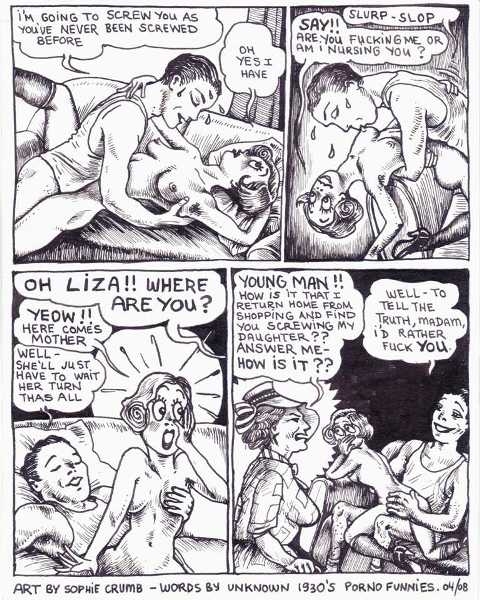 I'M GOING TO SCREW YOU AS
YOU'VE NEVER BEEN SCREWED
BEFORE
OH
YES I
HAVE
SLURP-SLOP
SAY!!
ARE YOU FUCKING ME OR
AM I NURSING YOU?
OH LIZA!! WHERE
ARE YOU?
YEOW!!
HERE COMES
MOTHER
WELL-
SHE'LL JUST
HAVE TO WAIT
HER TURN
THAS ALL
YOUNG MAN!!
HOW IS IT THAT I
RETURN HOME FROM
SHOPPING AND FIND
YOU SCREWING MY
DAUGHTER??
ANSWER ME-
HOW IS IT??
WELL-TO
TELL THE
TRUTH, MADAM,
I'D RATHER
FUCK YOU.
ART BY SOPHIE CRUMB - WORDS BY UNKNOWN 1930'S PORNO FUNNIES. 04/08